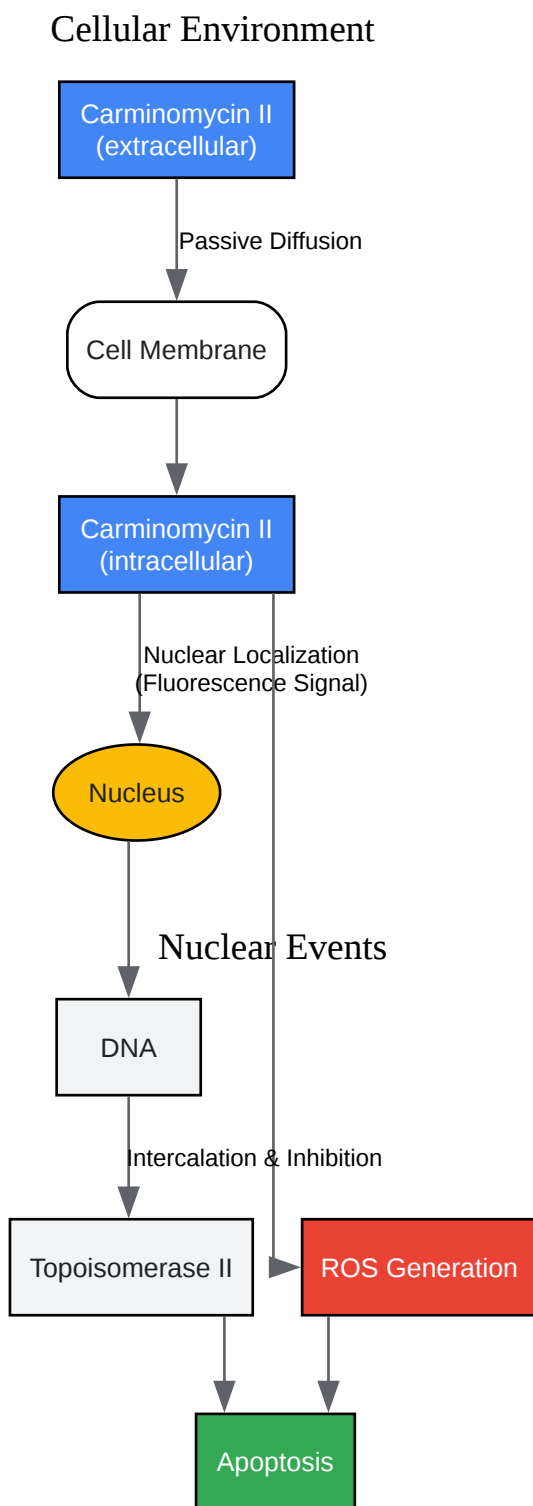 Cellular Environment
Carminomycin II
(extracellular)
Passive Diffusion
Cell Membrane
Carminomycin II
(intracellular)
Nuclear Localization
(Fluorescence Signal)
Nucleus
Nuclear Events
DNA
Intercalation & Inhibition
Topoisomerase II
ROS Generation
Apoptosis